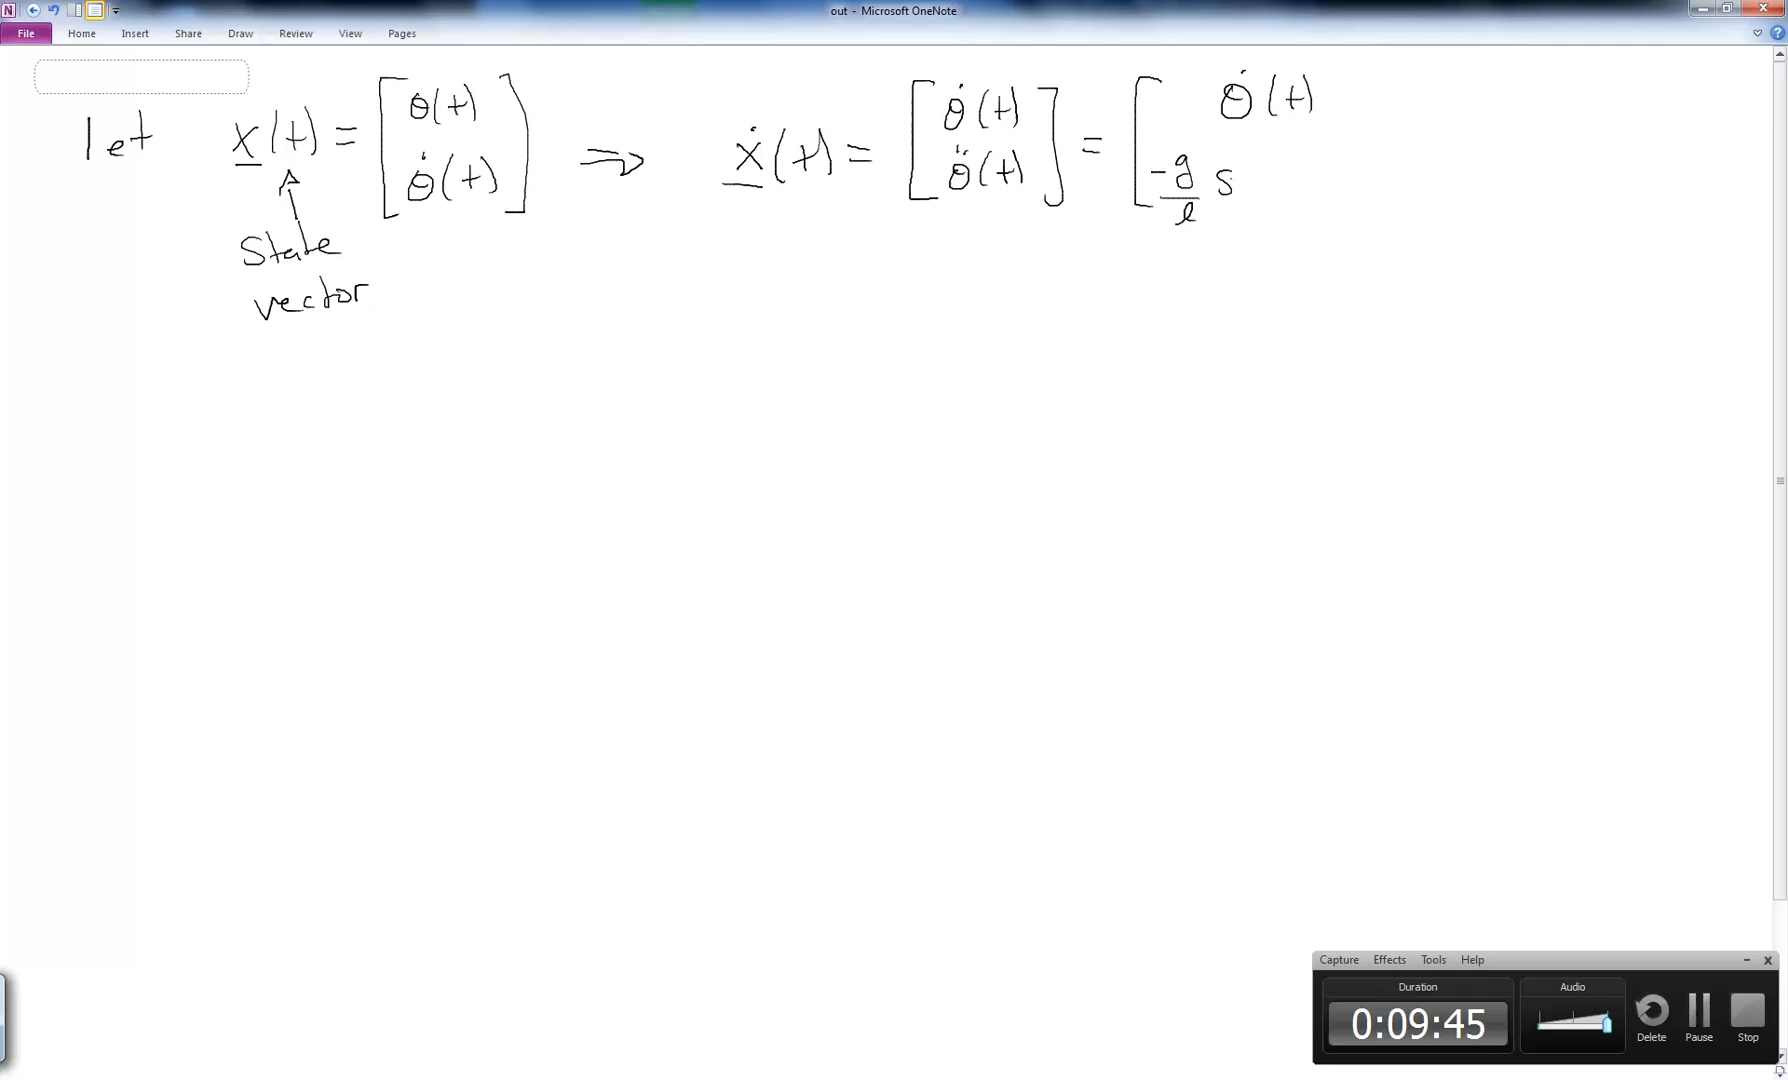 out - Microsoft OneNote
File Home Insert Share Draw Review View Pages
let x(t) = [θ(t) θ̇(t)] ⇒ ẋ(t) = [θ̇(t) θ̈(t)] = [θ̇(t) -g/l s
State
vector
Capture Effects Tools Help
Duration Audio
0:09:45
Delete Pause Stop